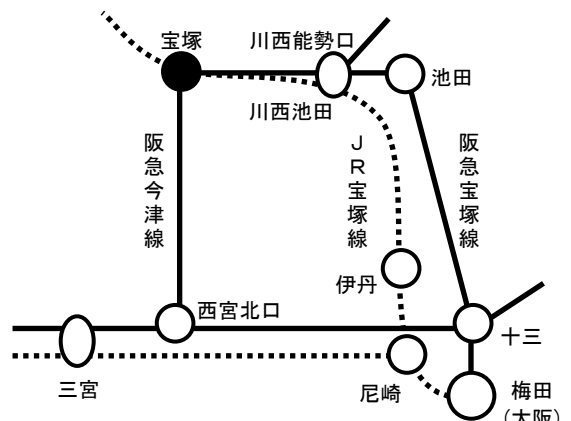 宝塚
川西能勢口
池田
川西池田
阪急今津線
JR宝塚線
阪急宝塚線
伊丹
西宮北口
十三
三宮
尼崎
梅田
(大阪)